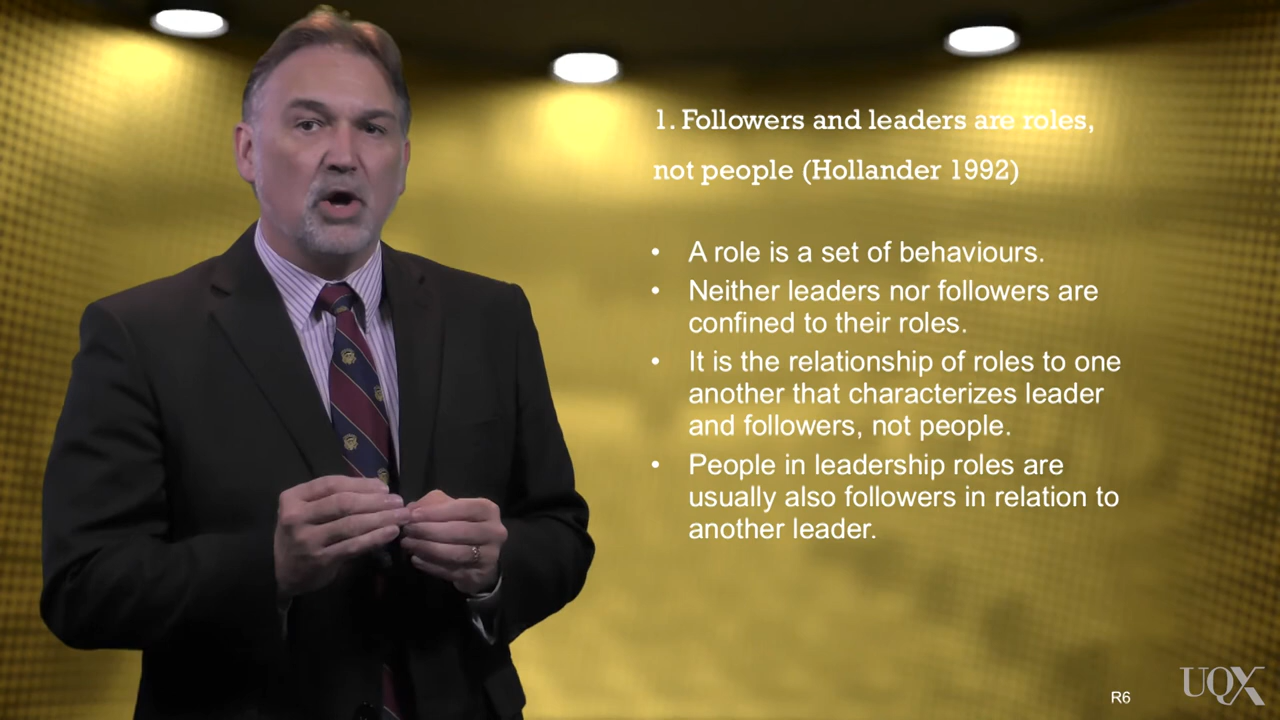 1. Followers and leaders are roles,
not people (Hollander 1992)
• A role is a set of behaviours.
• Neither leaders nor followers are
confined to their roles.
• It is the relationship of roles to one
another that characterizes leader
and followers, not people.
• People in leadership roles are
usually also followers in relation to
another leader.
R6
UQX